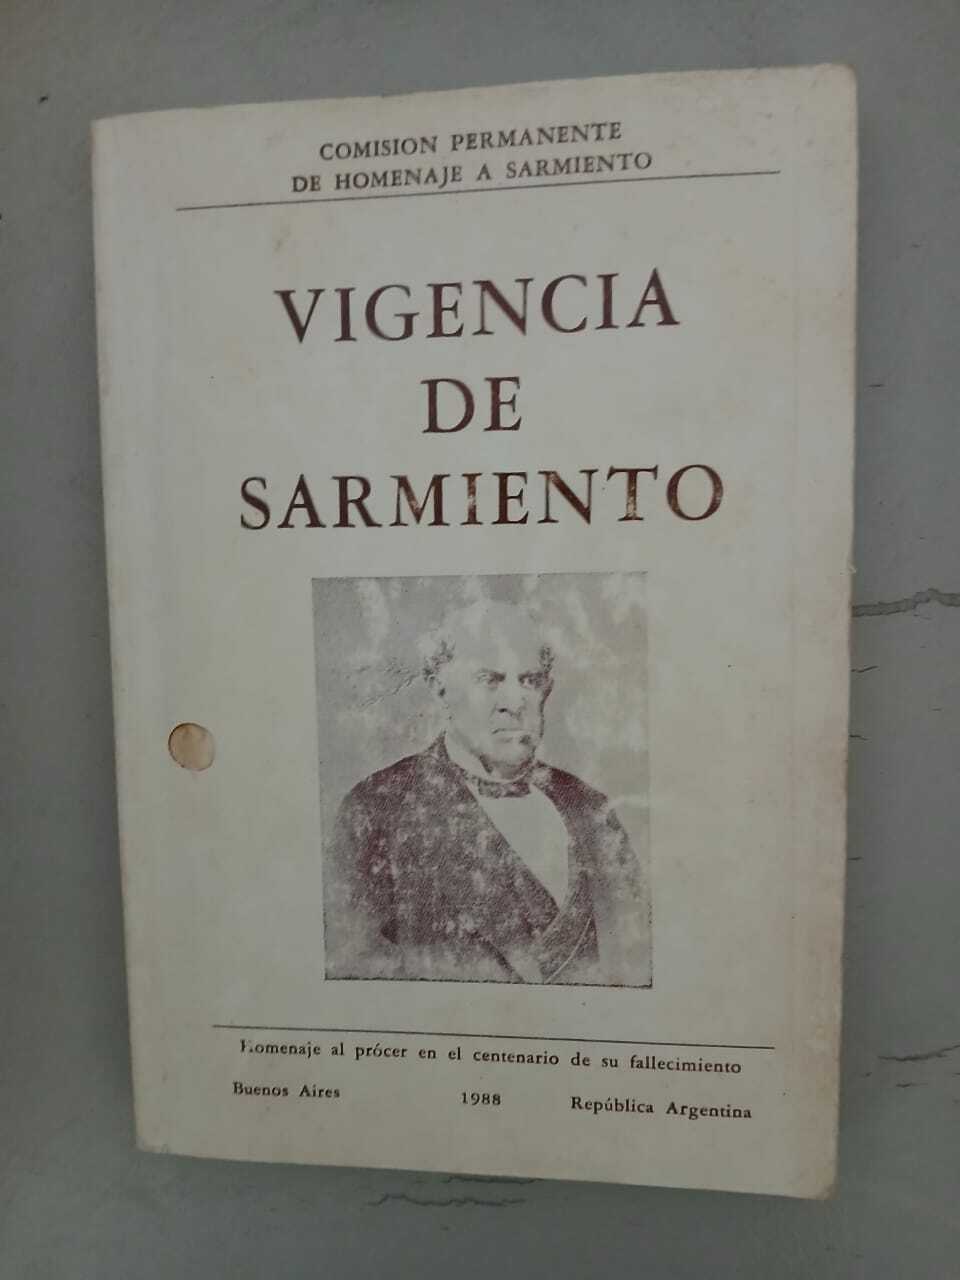 COMISION PERMANENTE
DE HOMENAJE A SARMIENTO
VIGENCIA
DE
SARMIENTO
Homenaje al prócer en el centenario de su fallecimiento
Buenos Aires 1988 República Argentina